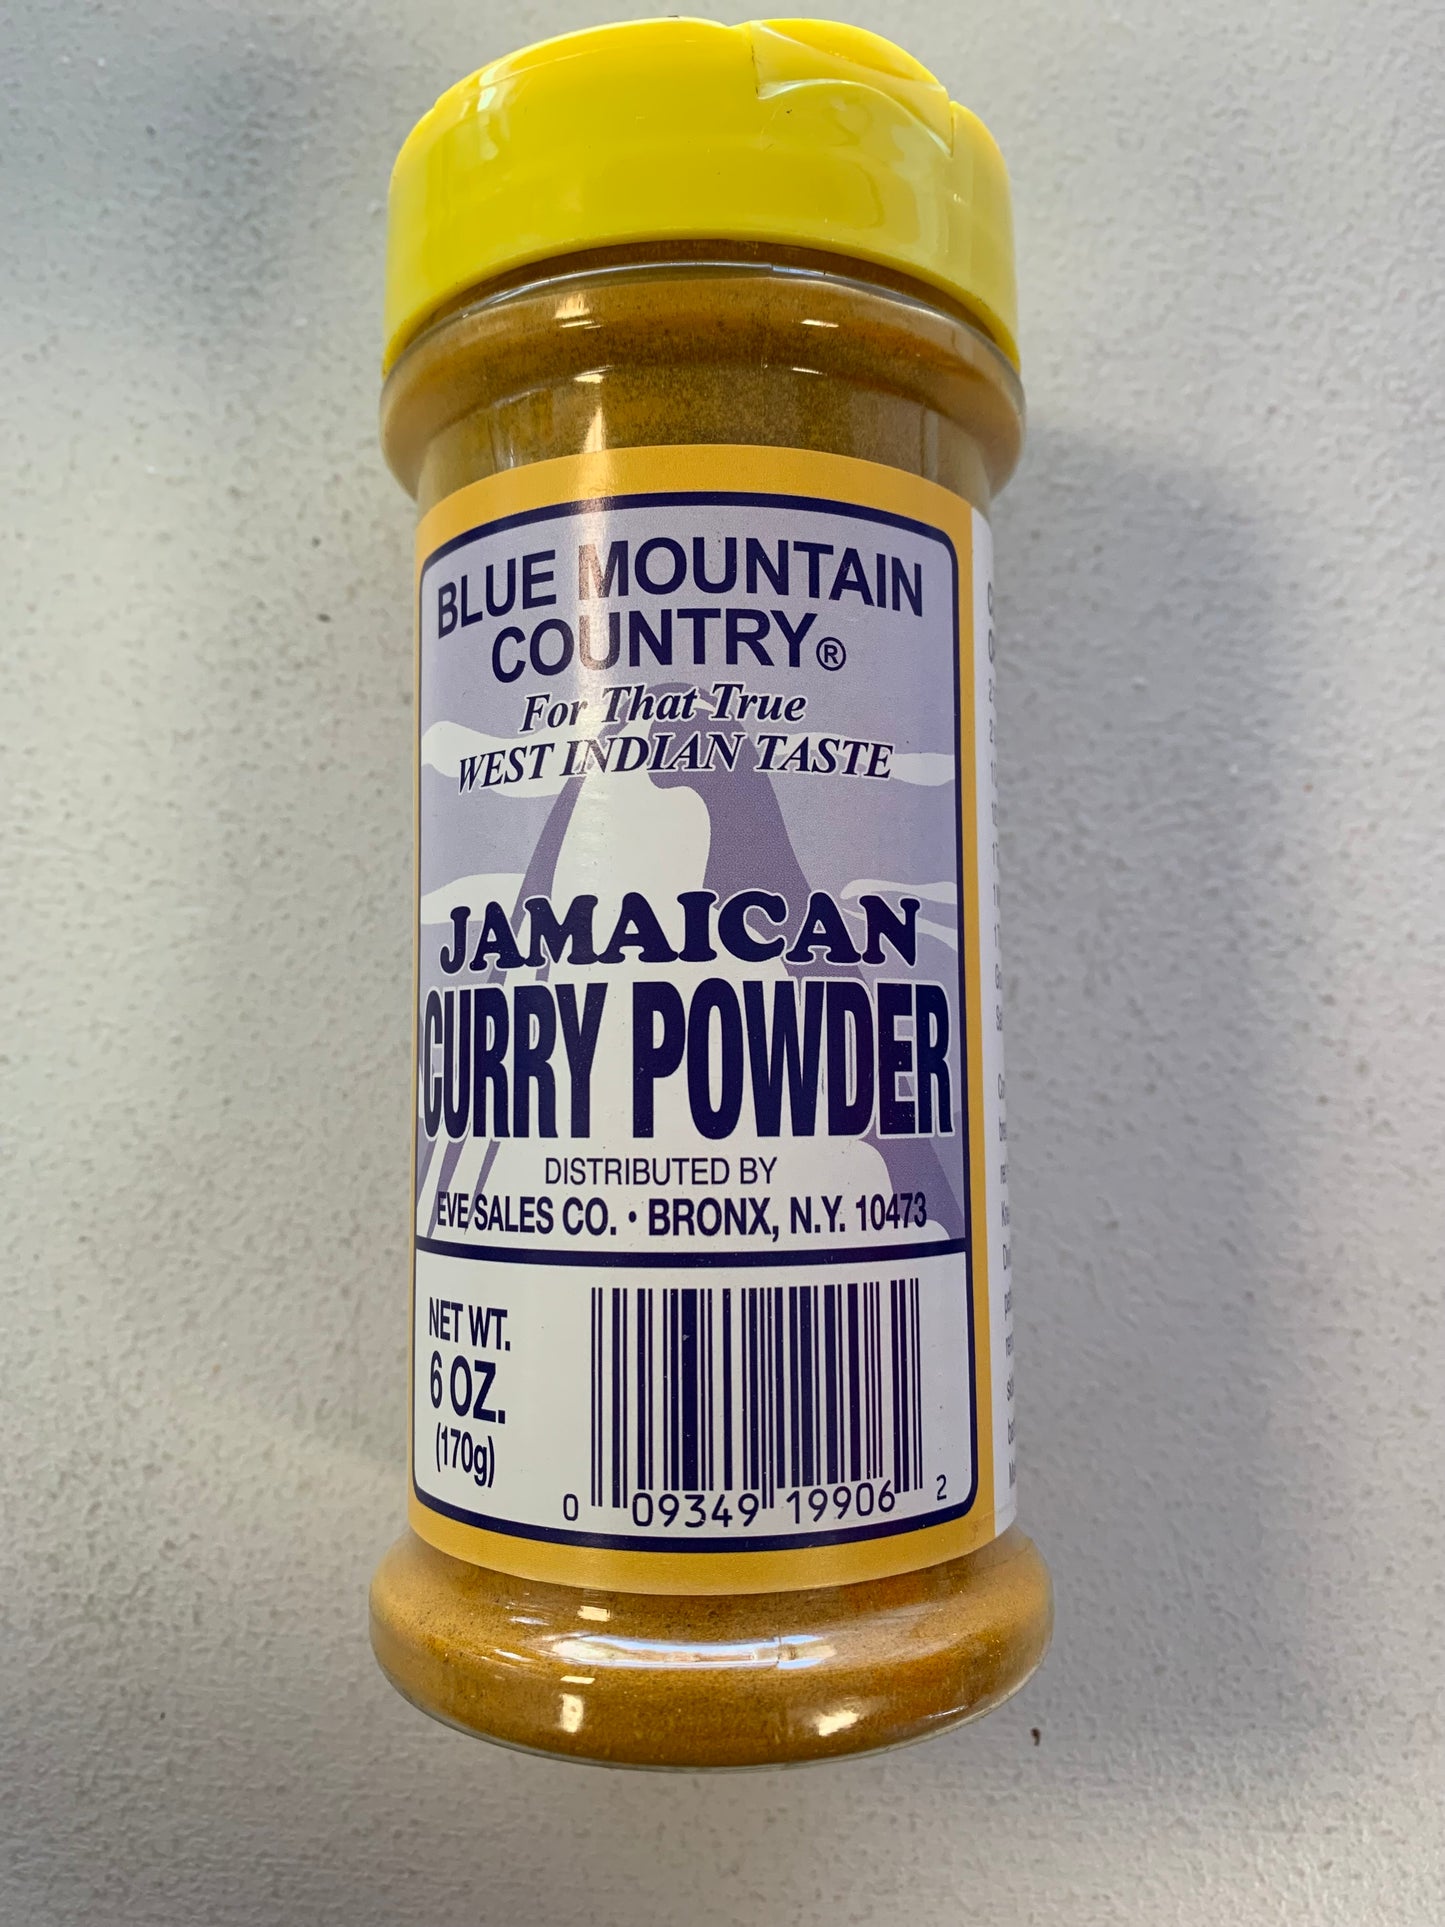 BLUE MOUNTAIN
COUNTRY®
For That True
WEST INDIAN TASTE
JAMAICAN
CURRY POWDER
DISTRIBUTED BY
EVE SALES CO. • BRONX, N.Y. 10473
NET WT.
6 OZ.
(170g)
0 09349 19906 2